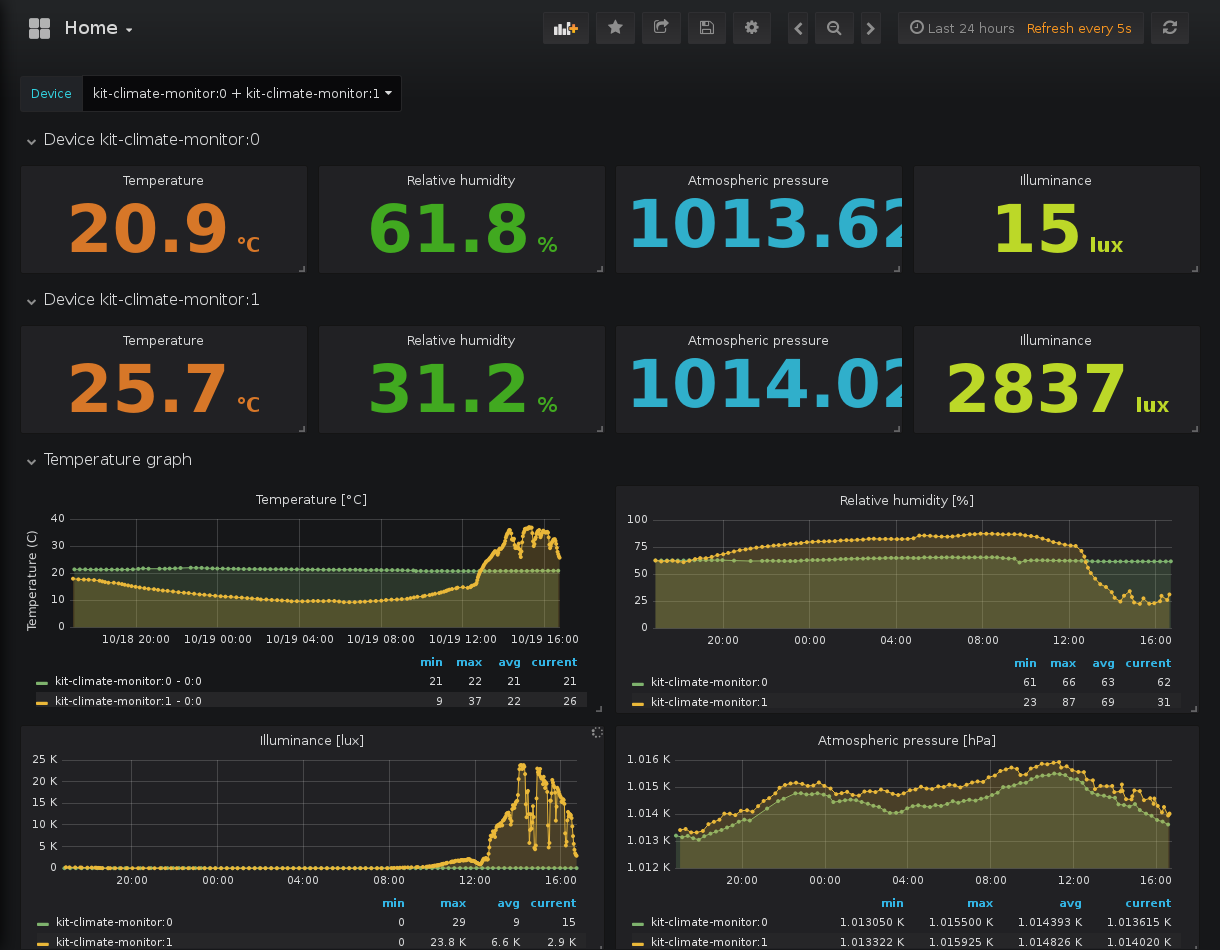 Home
Last 24 hours Refresh every 5s
Device kit-climate-monitor:0 + kit-climate-monitor:1
Device kit-climate-monitor:0
Temperature Relative humidity Atmospheric pressure Illuminance
20.9 °C 61.8 % 1013.62 15 lux
Device kit-climate-monitor:1
Temperature Relative humidity Atmospheric pressure Illuminance
25.7 °C 31.2 % 1014.02 2837 lux
Temperature graph
Temperature [°C]
Temperature (C)
40
30
20
10
0
10/18 20:00 10/19 00:00 10/19 04:00 10/19 08:00 10/19 12:00 10/19 16:00
min max avg current
kit-climate-monitor:0 - 0:0 21 22 21 21
kit-climate-monitor:1 - 0:0 9 37 22 26
Relative humidity [%]
100
75
50
25
0
20:00 00:00 04:00 08:00 12:00 16:00
min max avg current
kit-climate-monitor:0 61 66 63 62
kit-climate-monitor:1 23 87 69 31
Illuminance [lux]
25 K
20 K
15 K
10 K
5 K
0
20:00 00:00 04:00 08:00 12:00 16:00
min max avg current
kit-climate-monitor:0 0 29 9 15
kit-climate-monitor:1 0 23.8 K 6.6 K 2.9 K
Atmospheric pressure [hPa]
1.016 K
1.015 K
1.014 K
1.013 K
1.012 K
20:00 00:00 04:00 08:00 12:00 16:00
min max avg current
kit-climate-monitor:0 1.013050 K 1.015500 K 1.014393 K 1.013615 K
kit-climate-monitor:1 1.013322 K 1.015925 K 1.014826 K 1.014020 K